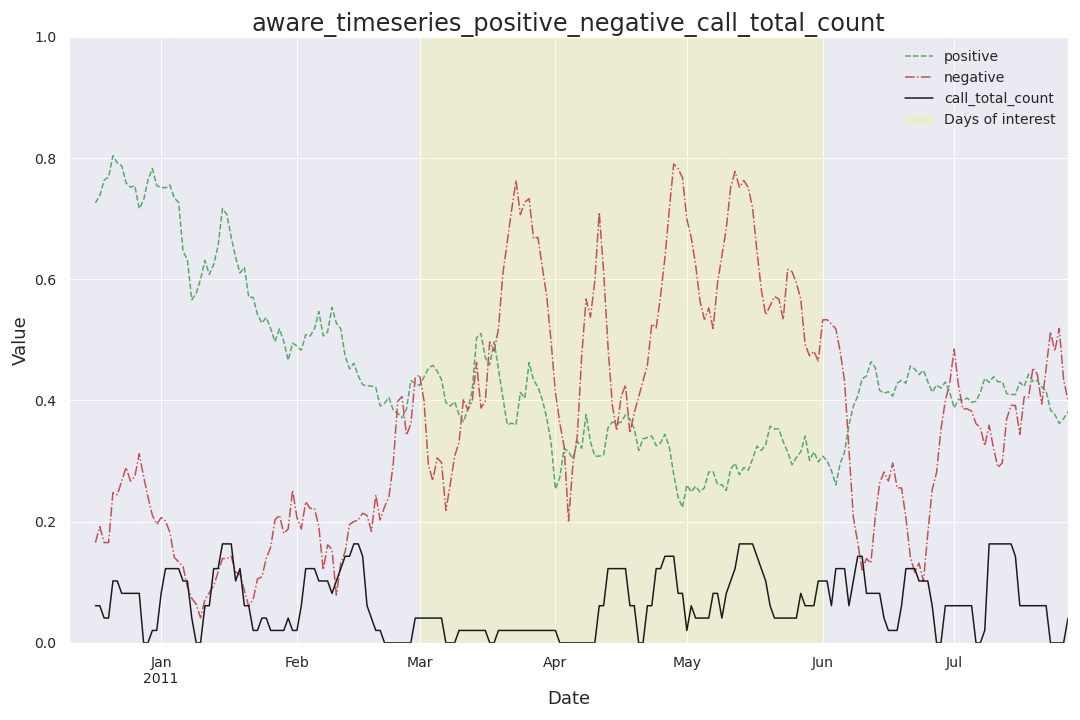 aware_timeseries_positive_negative_call_total_count
positive
negative
call_total_count
Days of interest
Value
1.0
0.8
0.6
0.4
0.2
0.0
Jan
2011
Feb
Mar
Apr
May
Jun
Jul
Date